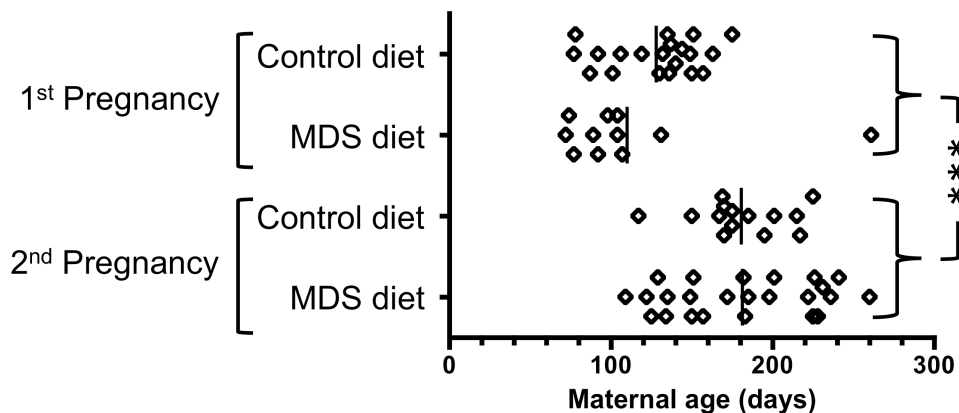 1st Pregnancy
Control diet
MDS diet
2nd Pregnancy
Control diet
MDS diet
***
0 100 200 300
Maternal age (days)